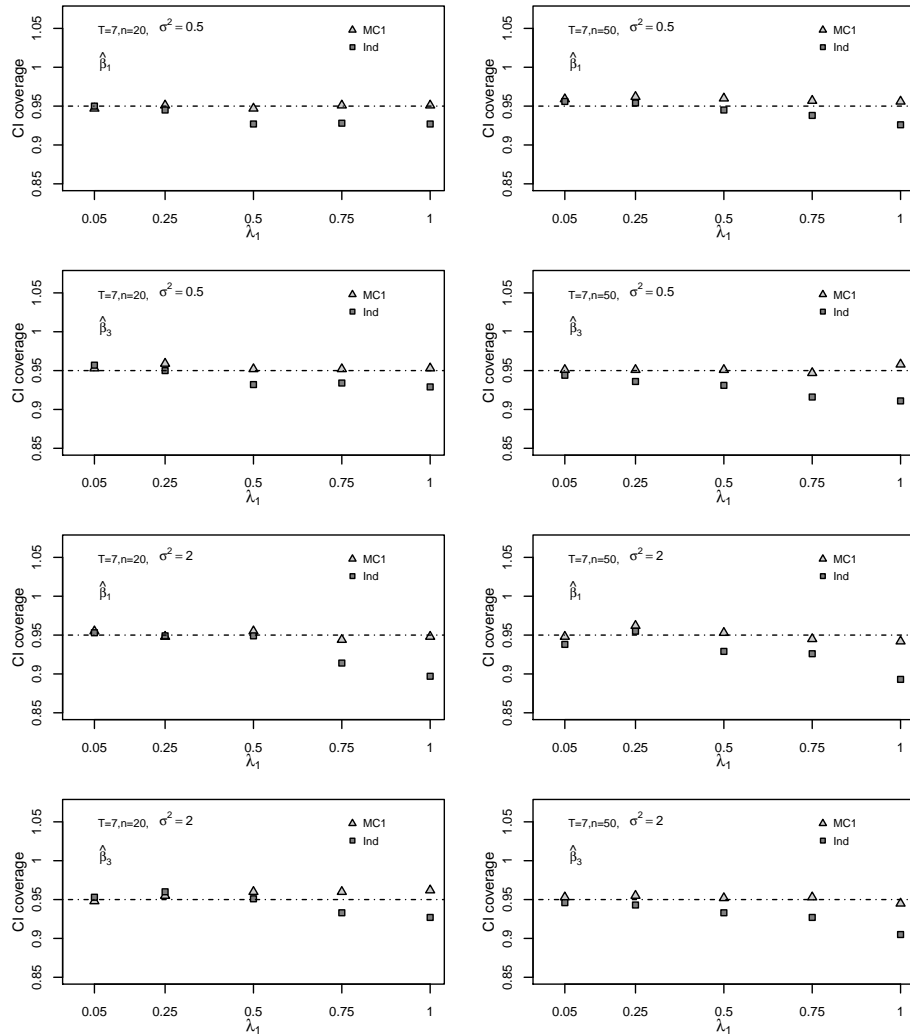 T=7,n=20, σ² = 0.5
MC1
Ind
β̂₁
CI coverage
0.85 0.9 0.95 1 1.05
0.05 0.25 0.5 0.75 1
λ₁
T=7,n=50, σ² = 0.5
MC1
Ind
β̂₁
CI coverage
0.85 0.9 0.95 1 1.05
0.05 0.25 0.5 0.75 1
λ₁
T=7,n=20, σ² = 0.5
MC1
Ind
β̂₃
CI coverage
0.85 0.9 0.95 1 1.05
0.05 0.25 0.5 0.75 1
λ₁
T=7,n=50, σ² = 0.5
MC1
Ind
β̂₃
CI coverage
0.85 0.9 0.95 1 1.05
0.05 0.25 0.5 0.75 1
λ₁
T=7,n=20, σ² = 2
MC1
Ind
β̂₁
CI coverage
0.85 0.9 0.95 1 1.05
0.05 0.25 0.5 0.75 1
λ₁
T=7,n=50, σ² = 2
MC1
Ind
β̂₁
CI coverage
0.85 0.9 0.95 1 1.05
0.05 0.25 0.5 0.75 1
λ₁
T=7,n=20, σ² = 2
MC1
Ind
β̂₃
CI coverage
0.85 0.9 0.95 1 1.05
0.05 0.25 0.5 0.75 1
λ₁
T=7,n=50, σ² = 2
MC1
Ind
β̂₃
CI coverage
0.85 0.9 0.95 1 1.05
0.05 0.25 0.5 0.75 1
λ₁